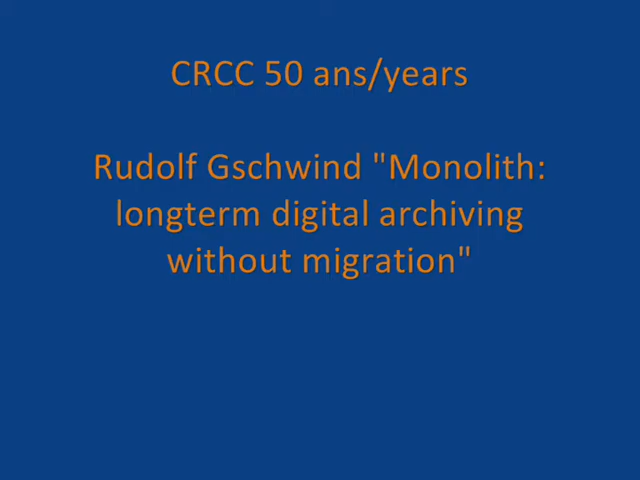 CRCC 50 ans/years
Rudolf Gschwind "Monolith:
longterm digital archiving
without migration"